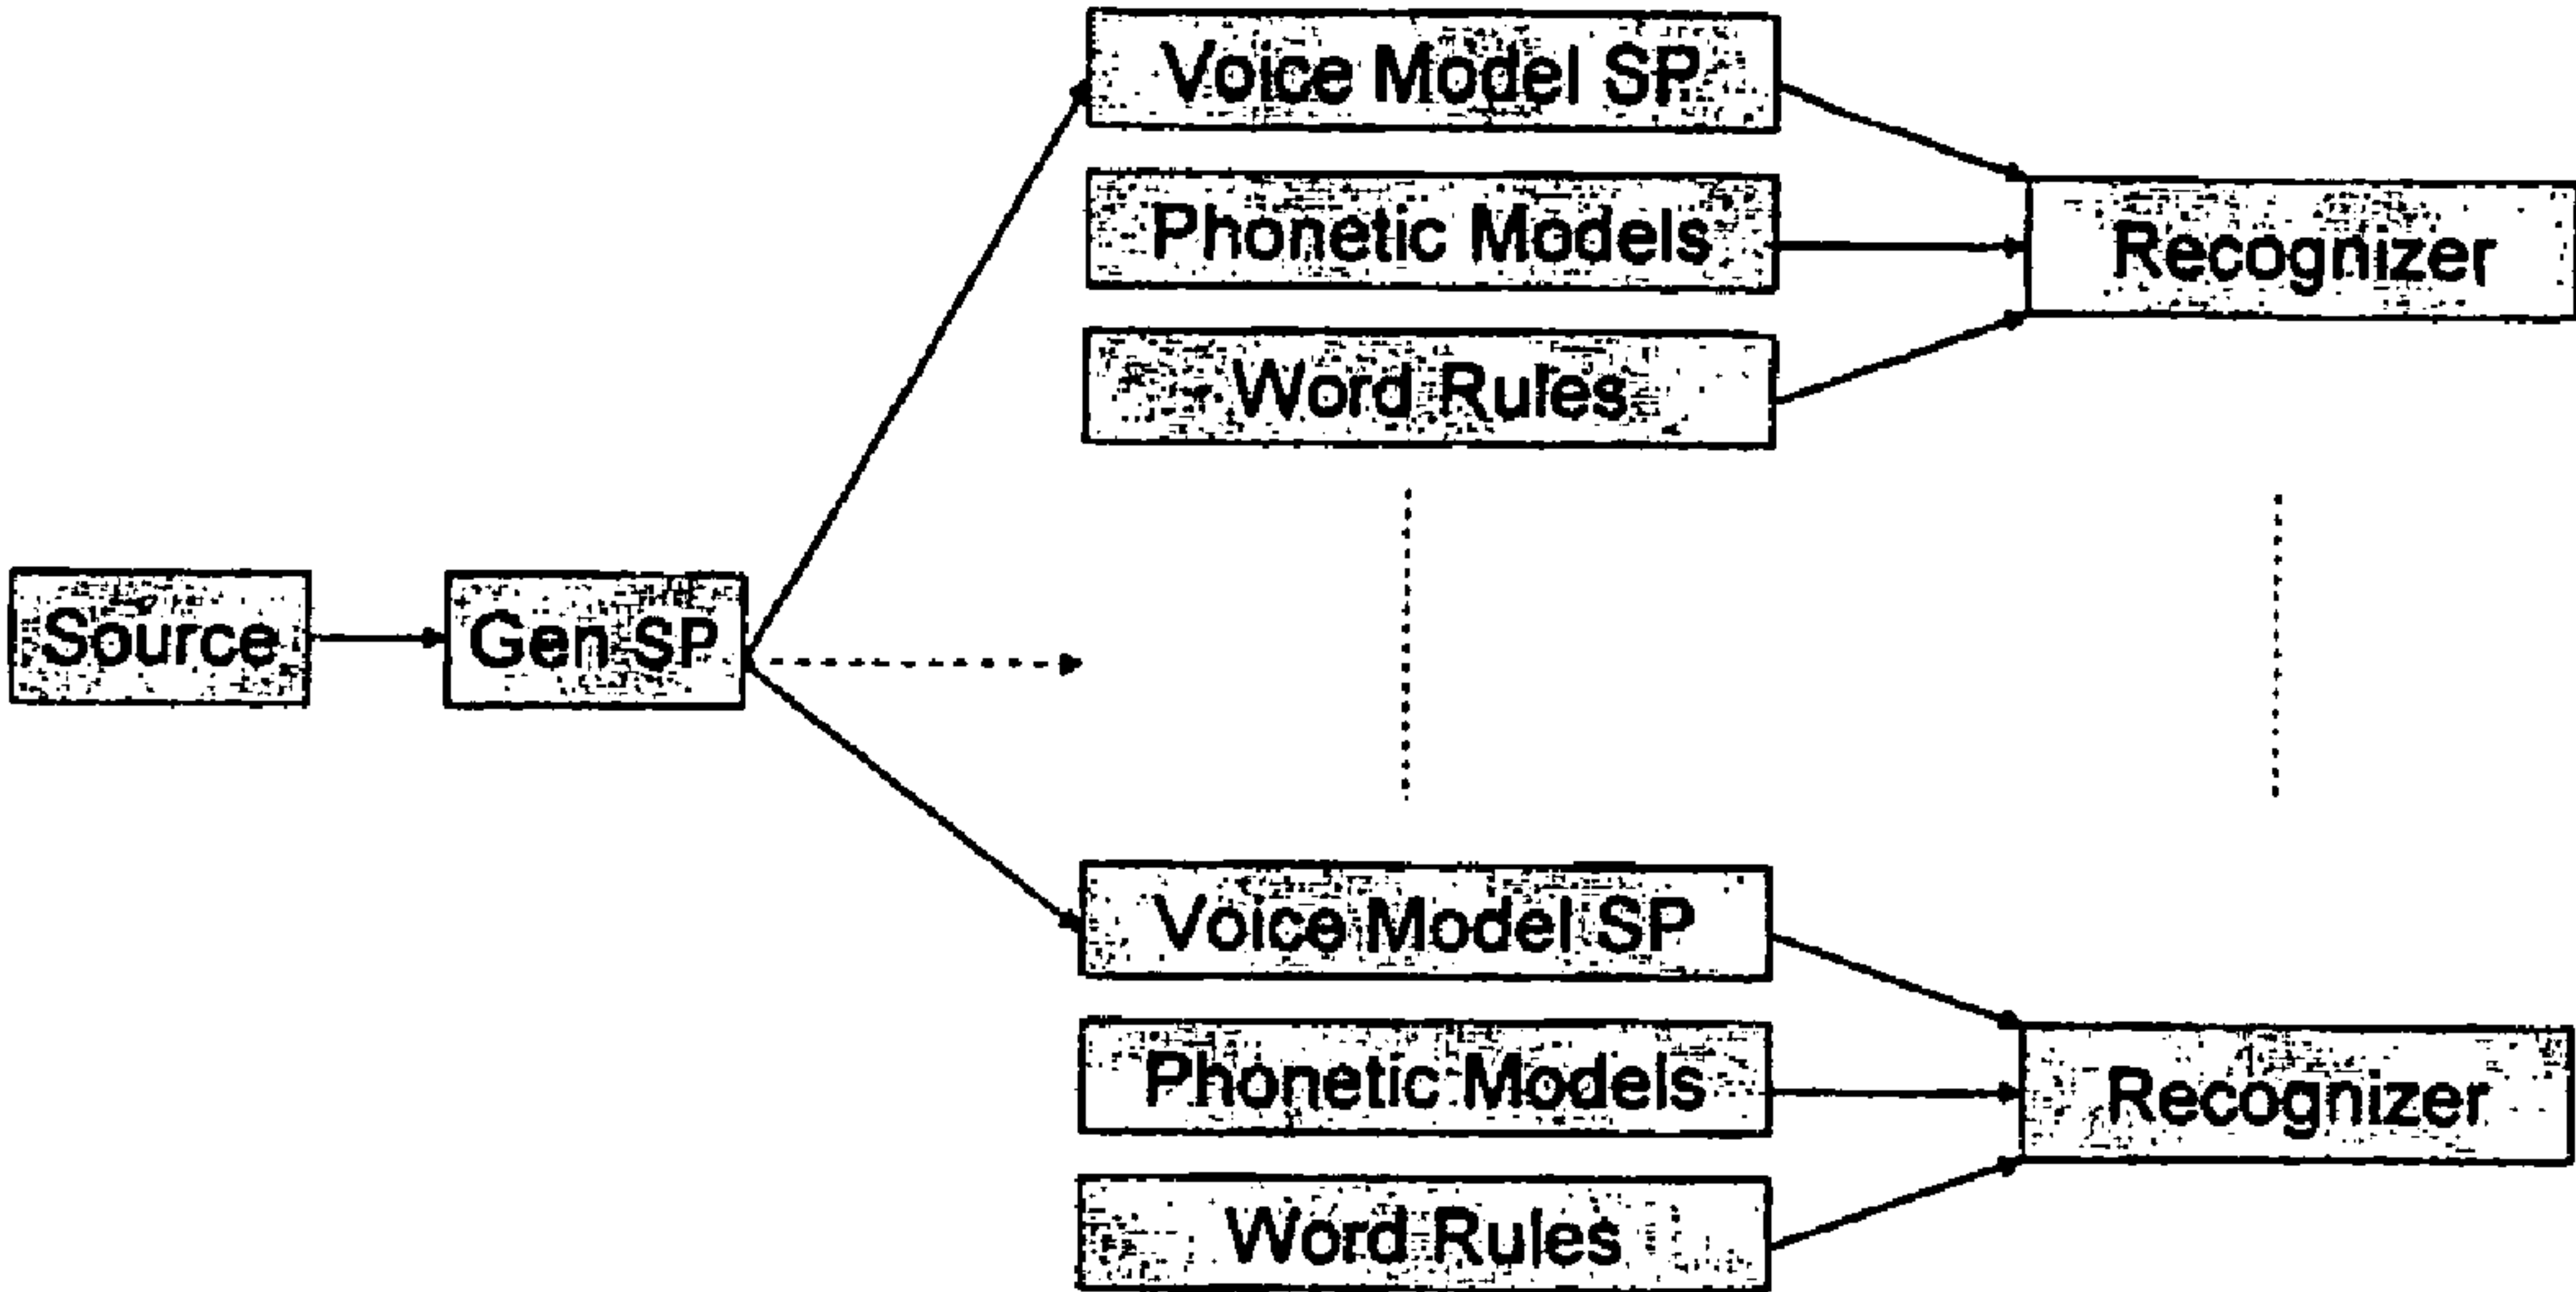 Voice Model SP
Phonetic Models
Recognizer
Word Rules
Source
Gen SP
Voice Model SP
Phonetic Models
Recognizer
Word Rules